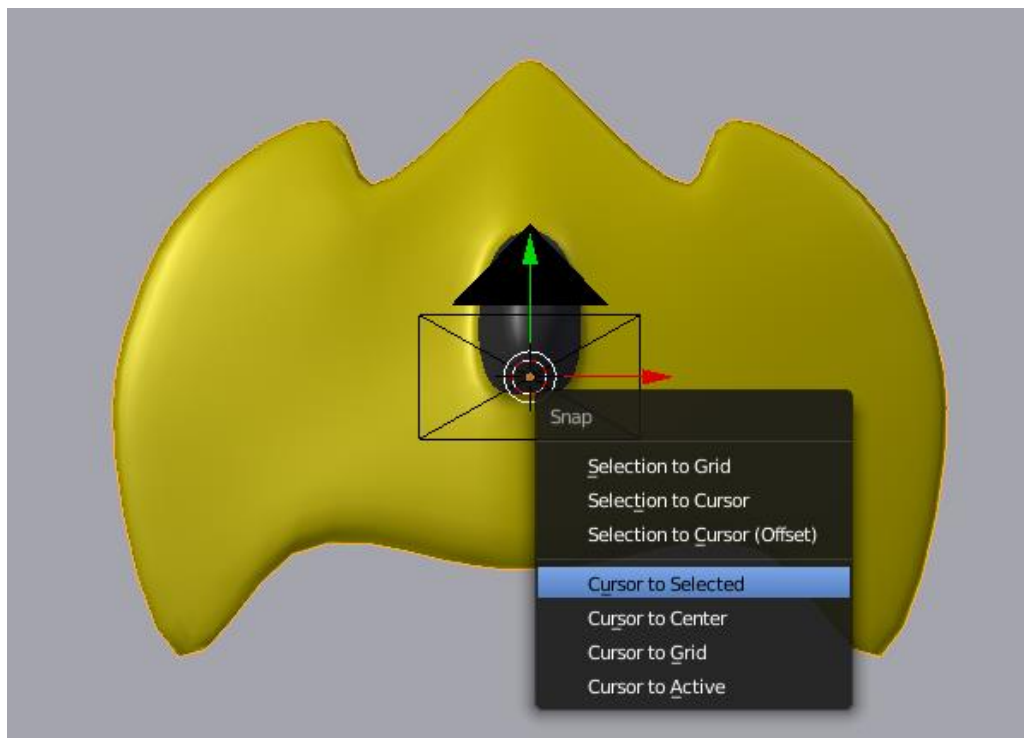 Snap
Selection to Grid
Selection to Cursor
Selection to Cursor (Offset)
Cursor to Selected
Cursor to Center
Cursor to Grid
Cursor to Active